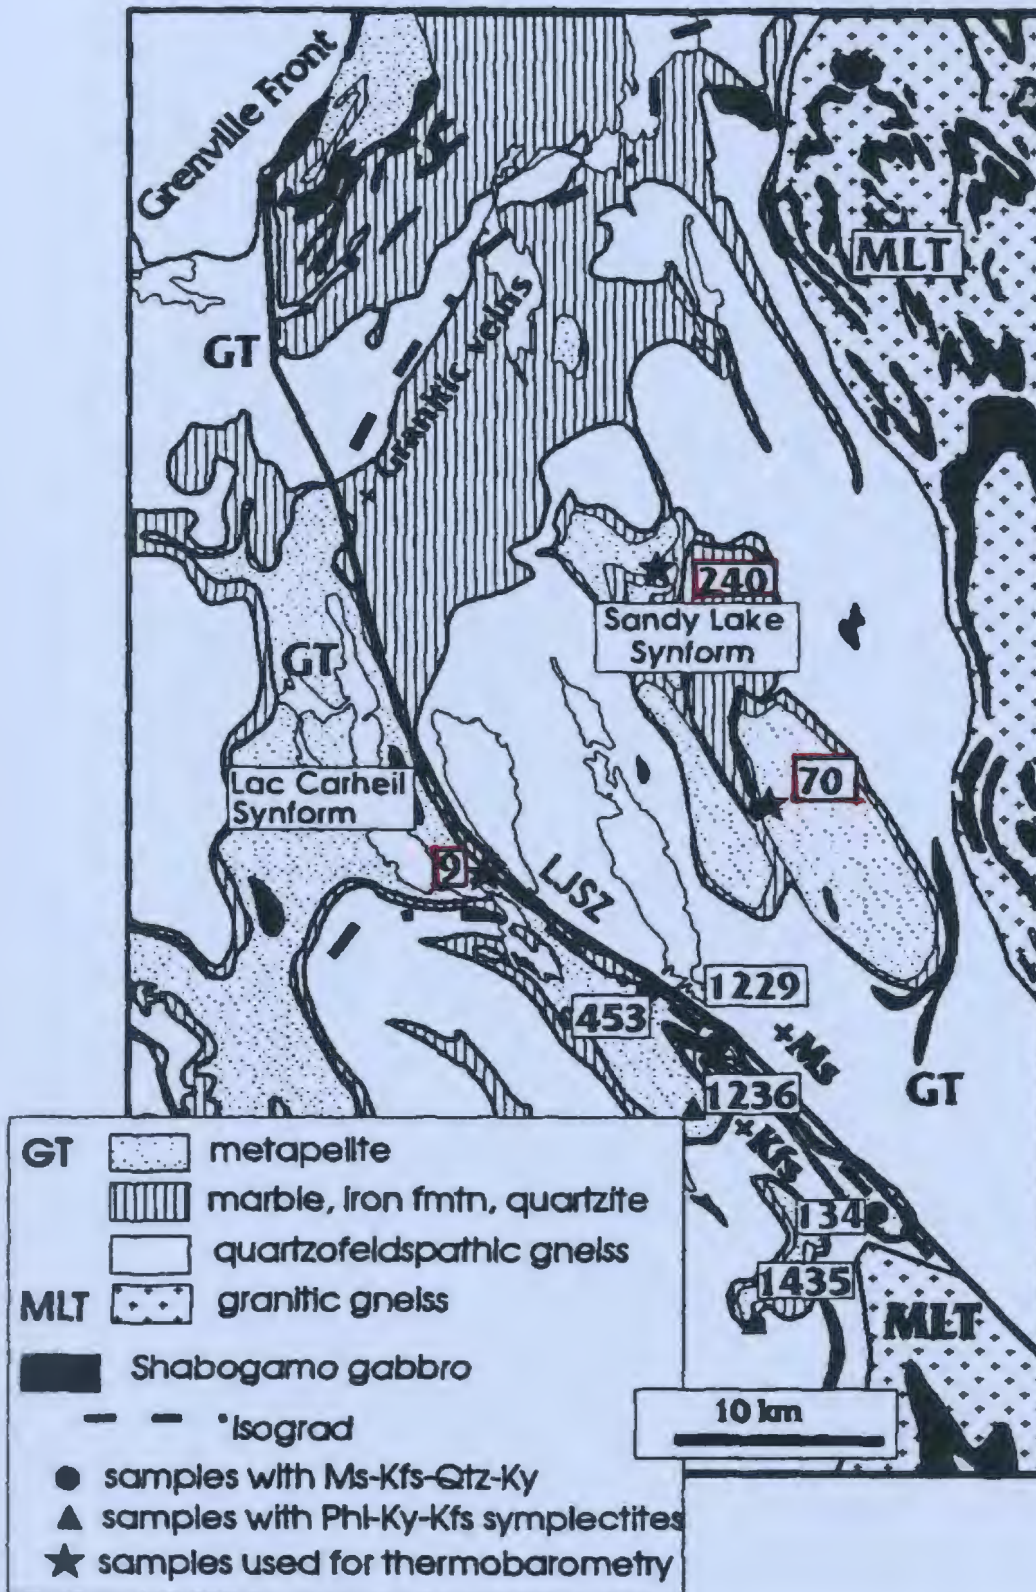 Grenville Front
MLT
GT
Granitic veins
240
Sandy Lake
Synform
GT
70
Lac Carheil
Synform
9
LJSZ
1229
453
+Ms
GT
1236
×Kfs
134
1435
MLT
10 km
GT metapelite
marble, iron fmtn, quartzite
quartzofeldspathic gneiss
MLT granitic gneiss
Shabogamo gabbro
Isograd
samples with Ms-Kfs-Qtz-Ky
samples with Phl-Ky-Kfs symplectites
samples used for thermobarometry